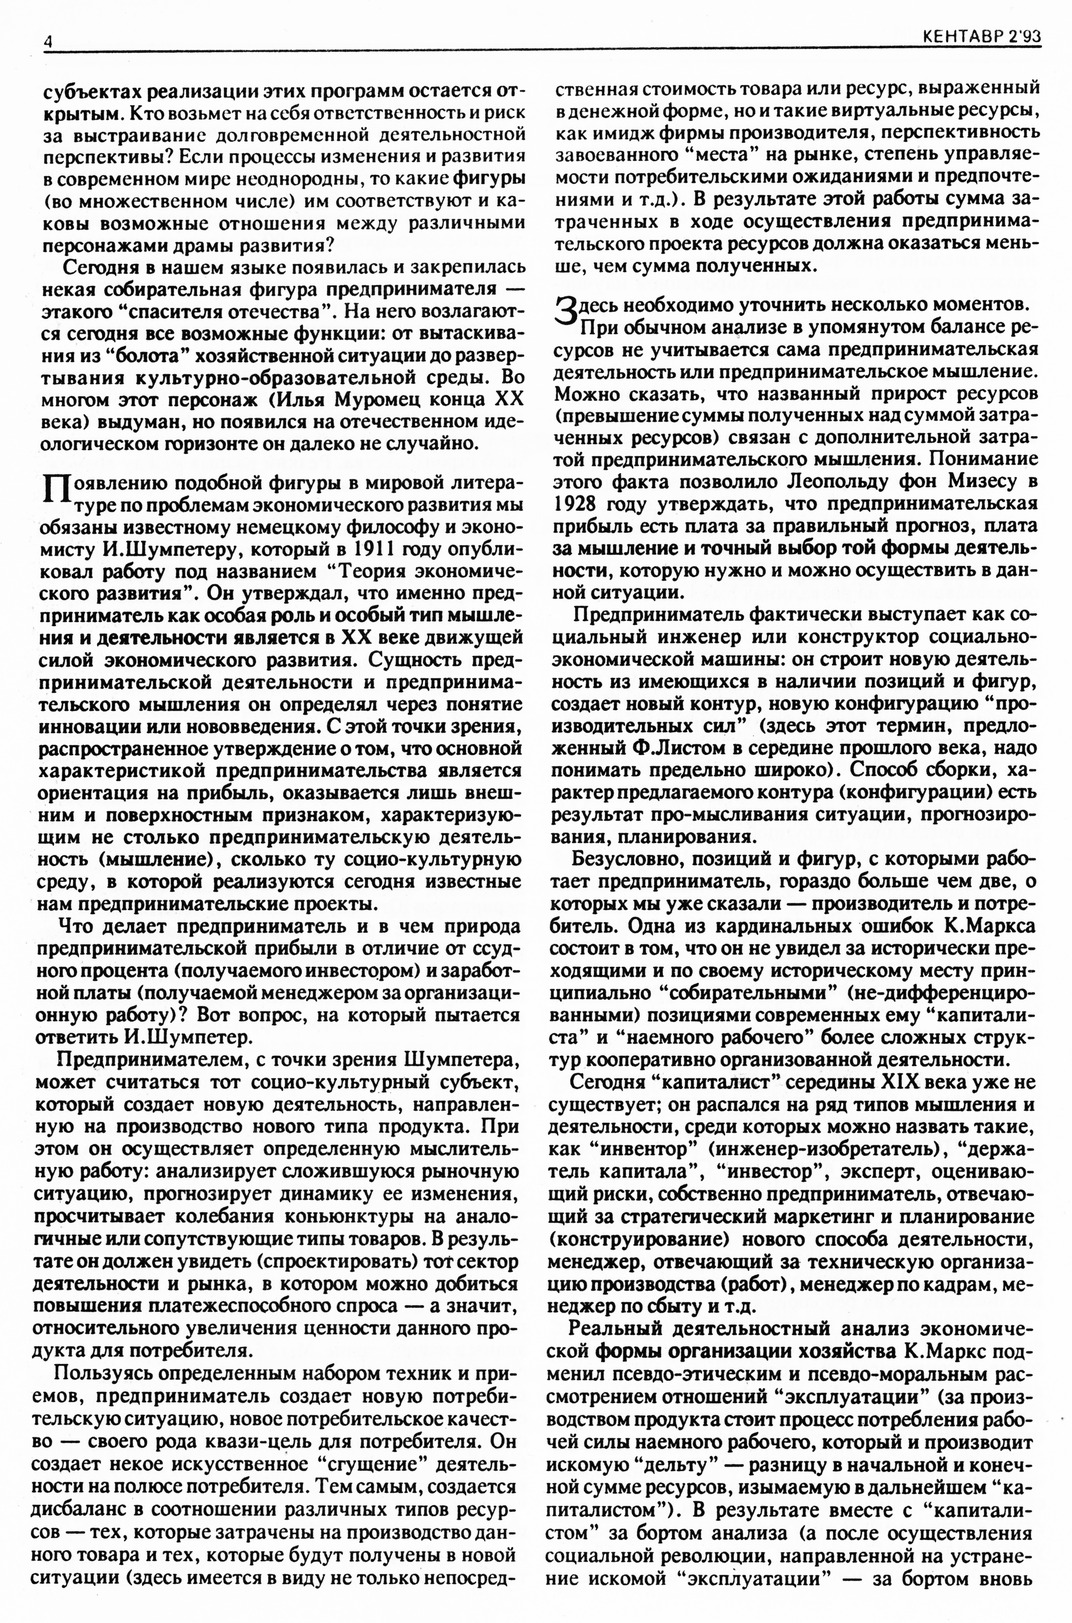 4
КЕНТАВР 2'93
субъектах реализации этих программ остается от-
крытым. Кто возьмет на себя ответственность и риск
за выстраивание долговременной деятельностной
перспективы? Если процессы изменения и развития
в современном мире неоднородны, то какие фигуры
(во множественном числе) им соответствуют и ка-
ковы возможные отношения между различными
персонажами драмы развития?
Сегодня в нашем языке появилась и закрепилась
некая собирательная фигура предпринимателя —
этакого “спасителя отечества”. На него возлагают-
ся сегодня все возможные функции: от вытаскива-
ния из “болота” хозяйственной ситуации до развер-
тывания культурно-образовательной среды. Во
многом этот персонаж (Илья Муромец конца XX
века) выдуман, но появился на отечественном иде-
ологическом горизонте он далеко не случайно.
Появлению подобной фигуры в мировой литера-
туре по проблемам экономического развития мы
обязаны известному немецкому философу и эконо-
мисту И.Шумпетеру, который в 1911 году опубли-
ковал работу под названием “Теория экономиче-
ского развития”. Он утверждал, что именно пред-
приниматель как особая роль и особый тип мышле-
ния и деятельности является в XX веке движущей
силой экономического развития. Сущность пред-
принимательской деятельности и предпринима-
тельского мышления он определял через понятие
инновации или нововведения. С этой точки зрения,
распространенное утверждение о том, что основной
характеристикой предпринимательства является
ориентация на прибыль, оказывается лишь внеш-
ним и поверхностным признаком, характеризую-
щим не столько предпринимательскую деятель-
ность (мышление), сколько ту социо-культурную
среду, в которой реализуются сегодня известные
нам предпринимательские проекты.
Что делает предприниматель и в чем природа
предпринимательской прибыли в отличие от ссуд-
ного процента (получаемого инвестором) и заработ-
ной платы (получаемой менеджером за организаци-
онную работу)? Вот вопрос, на который пытается
ответить И.Шумпетер.
Предпринимателем, с точки зрения Шумпетера,
может считаться тот социо-культурный субъект,
который создает новую деятельность, направлен-
ную на производство нового типа продукта. При
этом он осуществляет определенную мыслитель-
ную работу: анализирует сложившуюся рыночную
ситуацию, прогнозирует динамику ее изменения,
просчитывает колебания коньюнктуры на анало-
гичные или сопутствующие типы товаров. В резуль-
тате он должен увидеть (спроектировать) тот сектор
деятельности и рынка, в котором можно добиться
повышения платежеспособного спроса — а значит,
относительного увеличения ценности данного про-
дукта для потребителя.
Пользуясь определенным набором техник и при-
емов, предприниматель создает новую потреби-
тельскую ситуацию, новое потребительское качест-
во — своего рода квази-цель для потребителя. Он
создает некое искусственное “сгущение” деятель-
ности на полюсе потребителя. Тем самым, создается
дисбаланс в соотношении различных типов ресур-
сов — тех, которые затрачены на производство дан-
ного товара и тех, которые будут получены в новой
ситуации (здесь имеется в виду не только непосред-
ственная стоимость товара или ресурс, выраженный
в денежной форме, но и такие виртуальные ресурсы,
как имидж фирмы производителя, перспективность
завоеванного “места” на рынке, степень управляе-
мости потребительскими ожиданиями и предпочте-
ниями и т.д.). В результате этой работы сумма за-
траченных в ходе осуществления предпринима-
тельского проекта ресурсов должна оказаться мень-
ше, чем сумма полученных.
Здесь необходимо уточнить несколько моментов.
При обычном анализе в упомянутом балансе ре-
сурсов не учитывается сама предпринимательская
деятельность или предпринимательское мышление.
Можно сказать, что названный прирост ресурсов
(превышение суммы полученных над суммой затра-
ченных ресурсов) связан с дополнительной затра-
той предпринимательского мышления. Понимание
этого факта позволило Леопольду фон Мизесу в
1928 году утверждать, что предпринимательская
прибыль есть плата за правильный прогноз, плата
за мышление и точный выбор той формы деятель-
ности, которую нужно и можно осуществить в дан-
ной ситуации.
Предприниматель фактически выступает как со-
циальный инженер или конструктор социально-
экономической машины: он строит новую деятель-
ность из имеющихся в наличии позиций и фигур,
создает новый контур, новую конфигурацию “про-
изводительных сил” (здесь этот термин, предло-
женный Ф.Листом в середине прошлого века, надо
понимать предельно широко). Способ сборки, ха-
рактер предлагаемого контура (конфигурации) есть
результат про-мысливания ситуации, прогнозиро-
вания, планирования.
Безусловно, позиций и фигур, с которыми рабо-
тает предприниматель, гораздо больше чем две, о
которых мы уже сказали — производитель и потре-
битель. Одна из кардинальных ошибок К.Маркса
состоит в том, что он не увидел за исторически пре-
ходящими и по своему историческому месту прин-
ципиально “собирательными” (не-дифференциро-
ванными) позициями современных ему “капитали-
ста” и “наемного рабочего” более сложных струк-
тур кооперативно организованной деятельности.
Сегодня “капиталист” середины XIX века уже не
существует; он распался на ряд типов мышления и
деятельности, среди которых можно назвать такие,
как “инвентор” (инженер-изобретатель), “держа-
тель капитала”, “инвестор”, эксперт, оцениваю-
щий риски, собственно предприниматель, отвечаю-
щий за стратегический маркетинг и планирование
(конструирование) нового способа деятельности,
менеджер, отвечающий за техническую организа-
цию производства (работ), менеджер по кадрам, ме-
неджер по сбыту и т.д.
Реальный деятельностный анализ экономиче-
ской формы организации хозяйства К.Маркс под-
менил псевдо-этическим и псевдо-моральным рас-
смотрением отношений “эксплуатации” (за произ-
водством продукта стоит процесс потребления рабо-
чей силы наемного рабочего, который и производит
искомую “дельту” — разницу в начальной и конеч-
ной сумме ресурсов, изымаемую в дальнейшем “ка-
питалистом”). В результате вместе с “капитали-
стом” за бортом анализа (а после осуществления
социальной революции, направленной на устране-
ние искомой “эксплуатации” — за бортом вновь